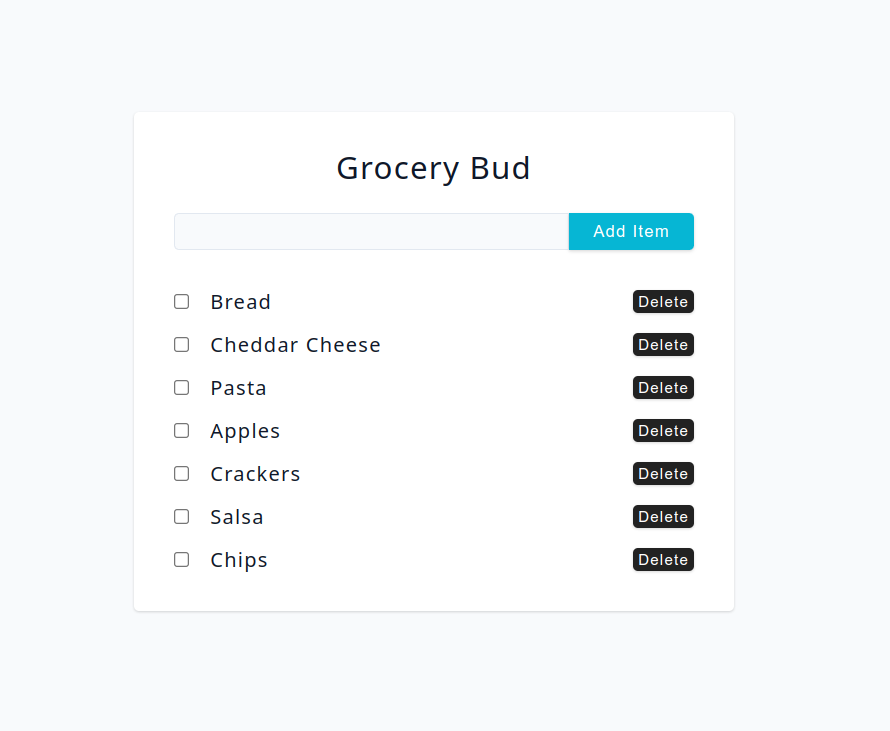 Grocery Bud
Add Item
Bread Delete
Cheddar Cheese Delete
Pasta Delete
Apples Delete
Crackers Delete
Salsa Delete
Chips Delete